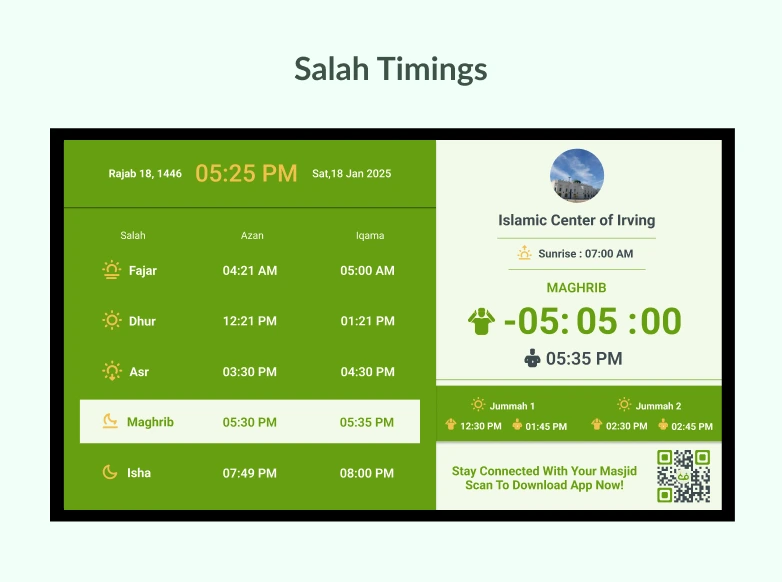 Salah Timings
Rajab 18, 1446 05:25 PM Sat,18 Jan 2025
Salah Azan Iqama
Fajar 04:21 AM 05:00 AM
Dhur 12:21 PM 01:21 PM
Asr 03:30 PM 04:30 PM
Maghrib 05:30 PM 05:35 PM
Isha 07:49 PM 08:00 PM
Islamic Center of Irving
Sunrise : 07:00 AM
MAGHRIB
-05: 05 :00
05:35 PM
Jummah 1 Jummah 2
12:30 PM 01:45 PM 02:30 PM 02:45 PM
Stay Connected With Your Masjid
Scan To Download App Now!